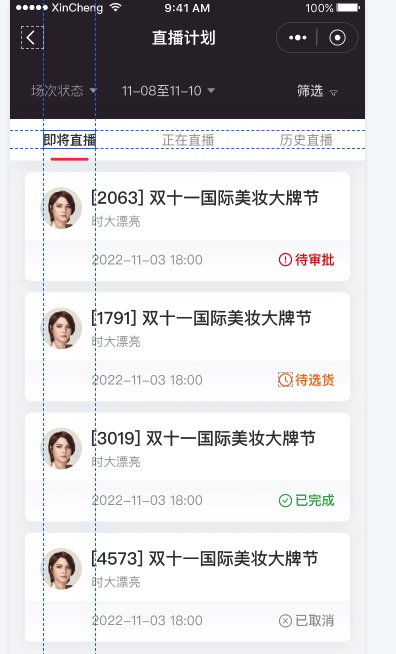 XinCheng 9:41 AM 100%
直播计划
场次状态 11-08至11-10 筛选
即将直播 正在直播 历史直播
[2063] 双十一国际美妆大牌节
时大漂亮
2022-11-03 18:00 待审批
[1791] 双十一国际美妆大牌节
时大漂亮
2022-11-03 18:00 待选货
[3019] 双十一国际美妆大牌节
时大漂亮
2022-11-03 18:00 已完成
[4573] 双十一国际美妆大牌节
时大漂亮
2022-11-03 18:00 已取消